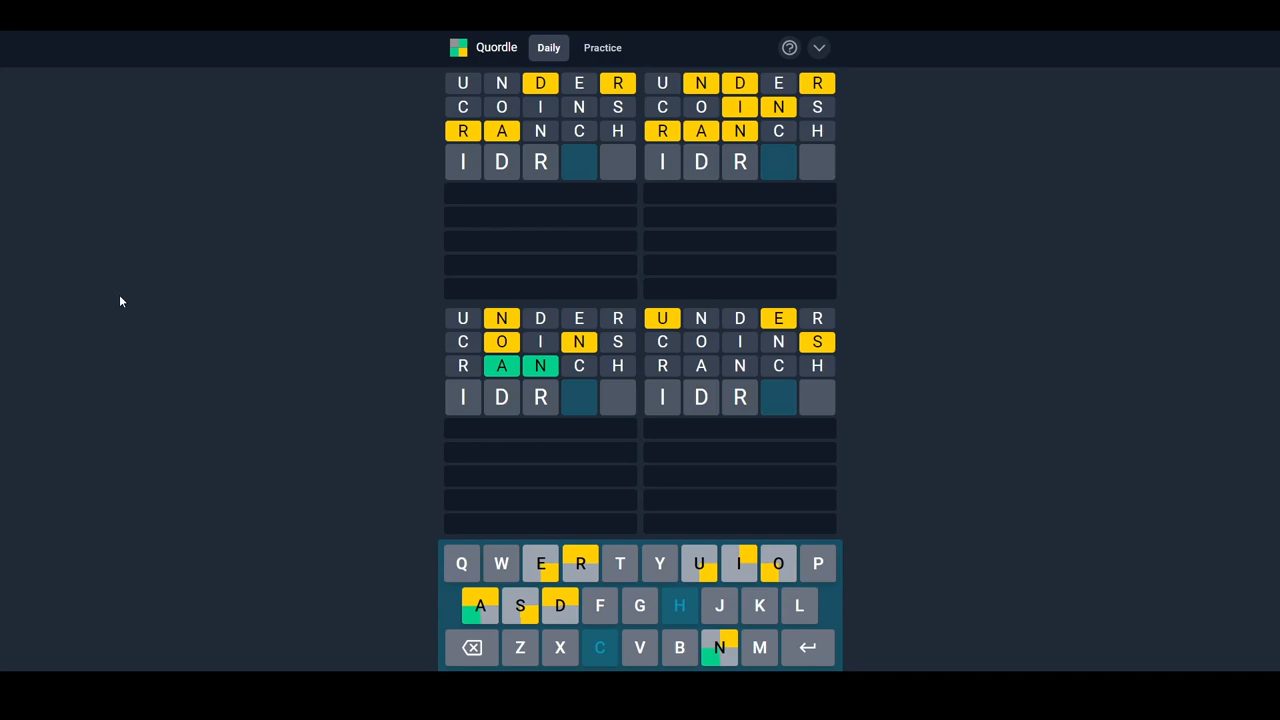 Quordle Daily Practice
U N D E R U N D E R
C O I N S C O I N S
R A N C H R A N C H
I D R I D R
U N D E R U N D E R
C O I N S C O I N S
R A N C H R A N C H
I D R I D R
Q W E R T Y U I O P
A S D F G H J K L
Z X C V B N M